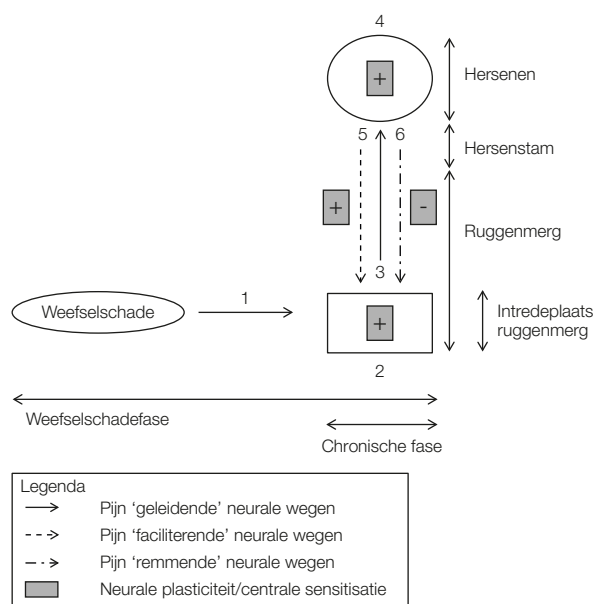 4
+
Hersenen
5
6
Hersenstam
+
-
Ruggenmerg
3
1
Weefselschade
+
Intredeplaats
ruggenmerg
2
Weefselschadefase
Chronische fase
Legenda
Pijn ‘geleidende’ neurale wegen
Pijn ‘faciliterende’ neurale wegen
Pijn ‘remmende’ neurale wegen
Neurale plasticiteit/centrale sensitisatie